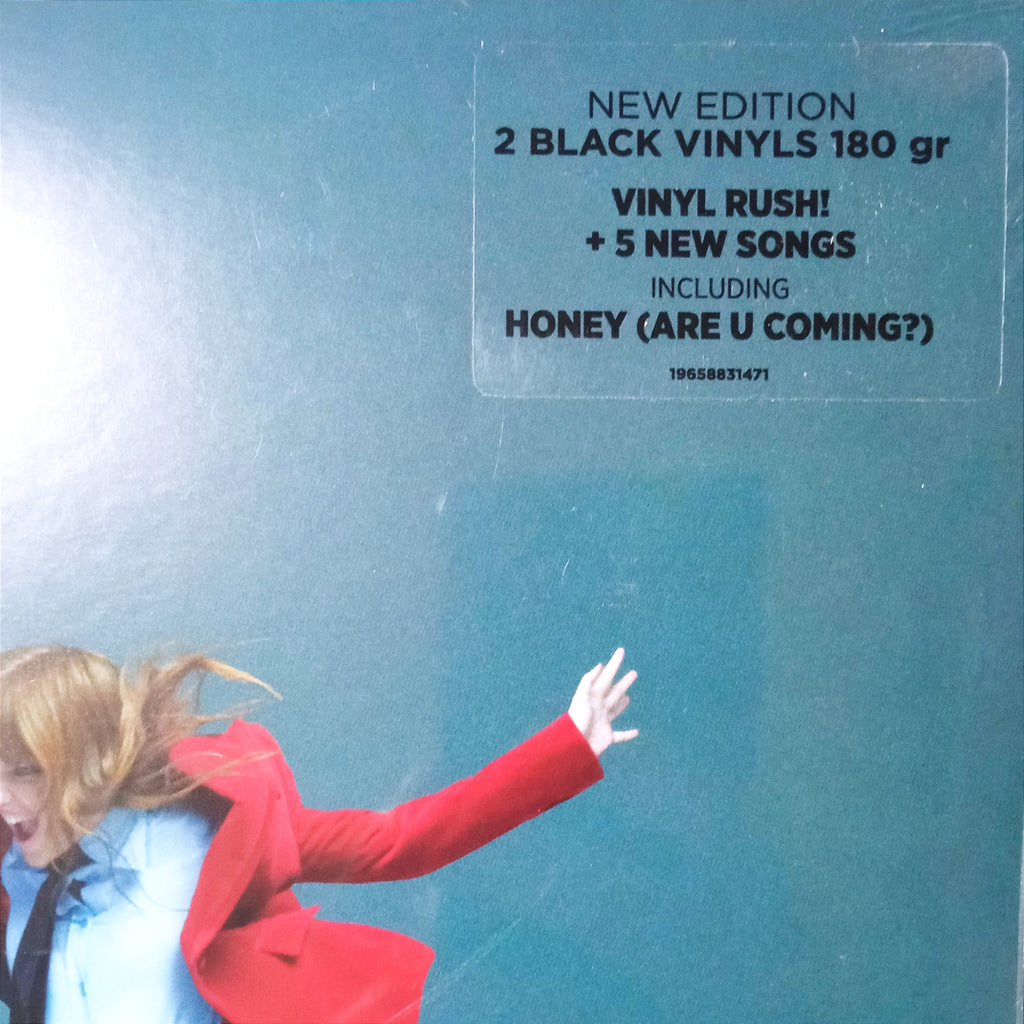 NEW EDITION
2 BLACK VINYLS 180 gr
VINYL RUSH!
+ 5 NEW SONGS
INCLUDING
HONEY (ARE U COMING?)
19658831471